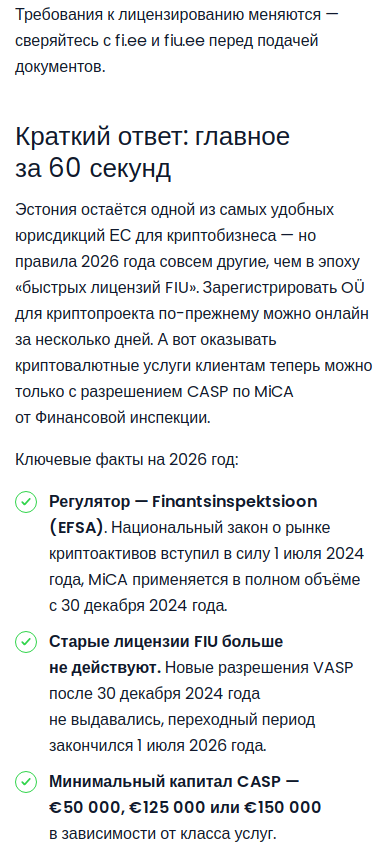 Требования к лицензированию меняются —
сверяйтесь с fi.ee и fiu.ee перед подачей
документов.
Краткий ответ: главное
за 60 секунд
Эстония остаётся одной из самых удобных
юрисдикций ЕС для криптобизнеса — но
правила 2026 года совсем другие, чем в эпоху
«быстрых лицензий FIU». Зарегистрировать OÜ
для криптопроекта по-прежнему можно онлайн
за несколько дней. А вот оказывать
криптовалютные услуги клиентам теперь можно
только с разрешением CASP по MiCA
от Финансовой инспекции.
Ключевые факты на 2026 год:
Регулятор — Finantsinspektsioon
(EFSA). Национальный закон о рынке
криптоактивов вступил в силу 1 июля 2024
года, MiCA применяется в полном объёме
с 30 декабря 2024 года.
Старые лицензии FIU больше
не действуют. Новые разрешения VASP
после 30 декабря 2024 года
не выдавались, переходный период
закончился 1 июля 2026 года.
Минимальный капитал CASP —
€50 000, €125 000 или €150 000
в зависимости от класса услуг.